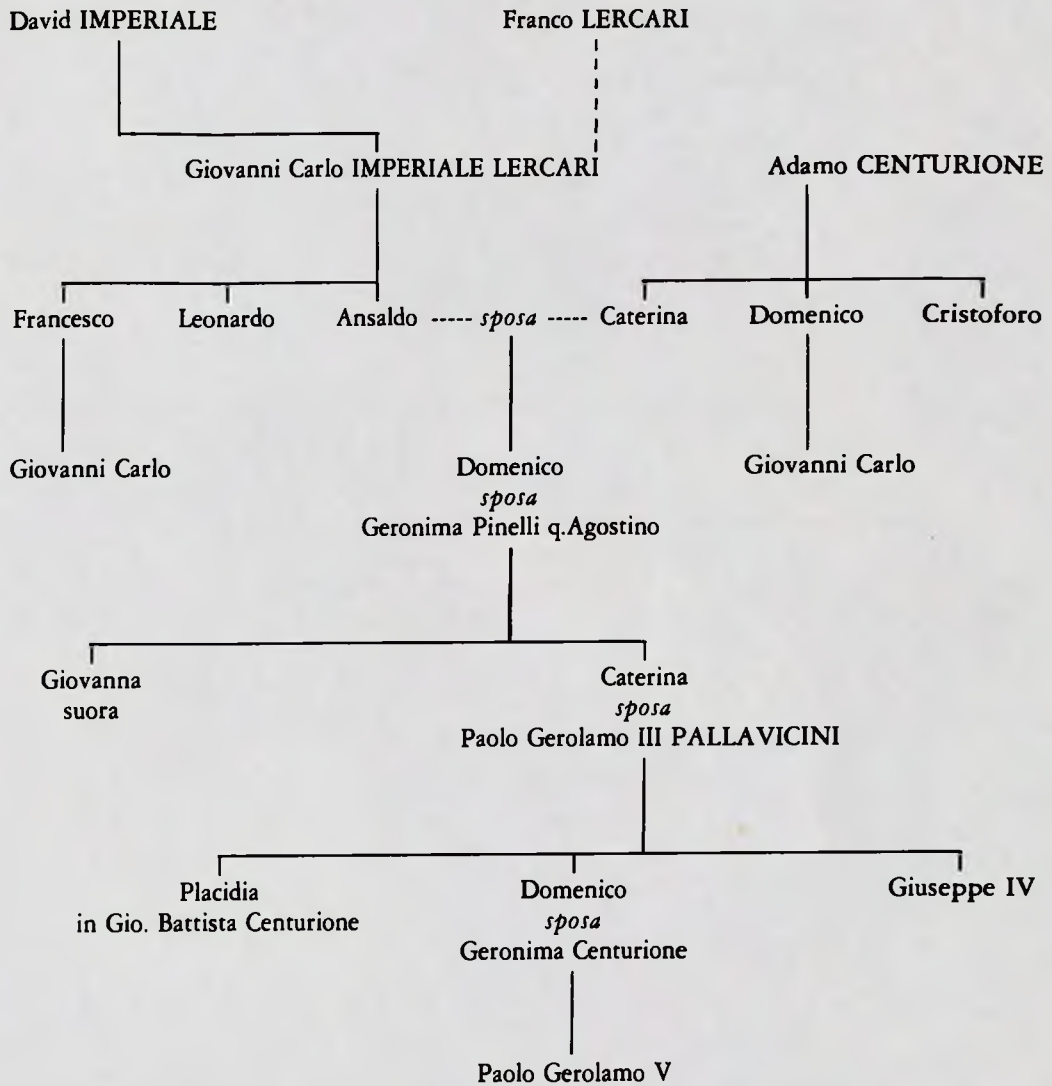 David IMPERIALE
Franco LERCARI
Giovanni Carlo IMPERIALE LERCARI
Adamo CENTURIONE
Francesco
Leonardo
Ansaldo ----- sposa ----- Caterina
Domenico
Cristoforo
Giovanni Carlo
Domenico
sposa
Geronima Pinelli q.Agostino
Giovanni Carlo
Giovanna
suora
Caterina
sposa
Paolo Gerolamo III PALLAVICINI
Placidia
in Gio. Battista Centurione
Domenico
sposa
Geronima Centurione
Giuseppe IV
Paolo Gerolamo V